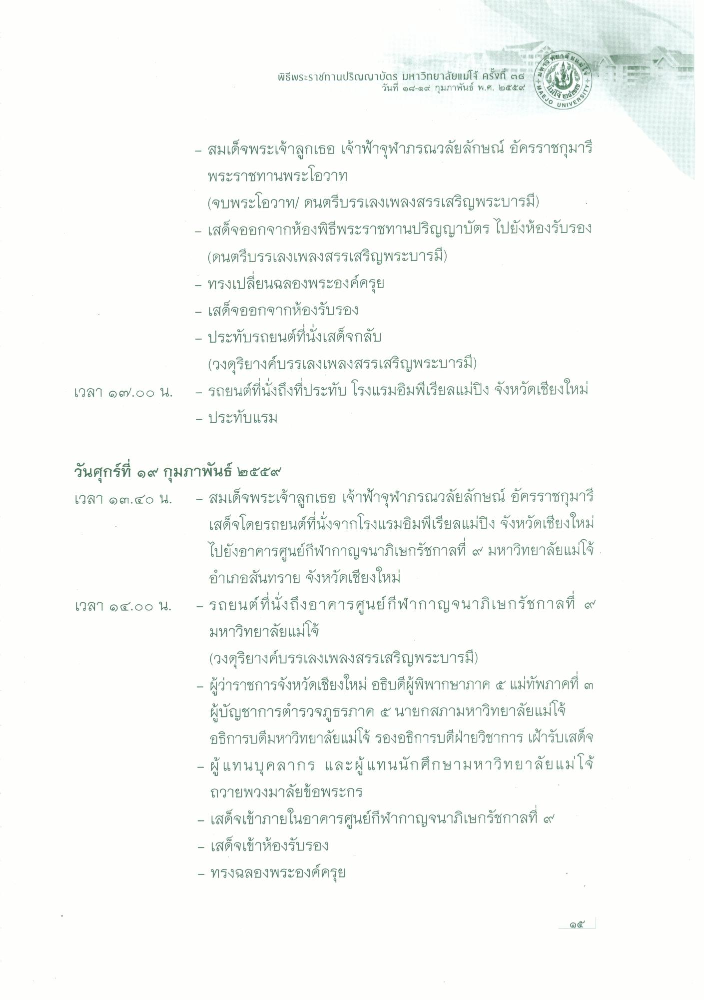 พิธีพระราชทานปริญญาบัตร มหาวิทยาลัยแม่โจ้ ครั้งที่ ๓๘
วันที่ ๑๘-๑๙ กุมภาพันธ์ พ.ศ. ๒๕๕๙
มหาวิทยาลัยแม่โจ้
แม่โจ้ ๒๔๗๗
MAEJO UNIVERSITY
– สมเด็จพระเจ้าลูกเธอ เจ้าฟ้าจุฬาภรณวลัยลักษณ์ อัครราชกุมารี
พระราชทานพระโอวาท
(จบพระโอวาท/ ดนตรีบรรเลงเพลงสรรเสริญพระบารมี)
– เสด็จออกจากห้องพิธีพระราชทานปริญญาบัตร ไปยังห้องรับรอง
(ดนตรีบรรเลงเพลงสรรเสริญพระบารมี)
– ทรงเปลี่ยนฉลองพระองค์ครุย
– เสด็จออกจากห้องรับรอง
– ประทับรถยนต์ที่นั่งเสด็จกลับ
(วงดุริยางค์บรรเลงเพลงสรรเสริญพระบารมี)
เวลา ๑๗.๐๐ น. – รถยนต์ที่นั่งถึงที่ประทับ โรงแรมอิมพีเรียลแม่ปิง จังหวัดเชียงใหม่
– ประทับแรม
วันศุกร์ที่ ๑๙ กุมภาพันธ์ ๒๕๕๙
เวลา ๑๓.๔๐ น. – สมเด็จพระเจ้าลูกเธอ เจ้าฟ้าจุฬาภรณวลัยลักษณ์ อัครราชกุมารี
เสด็จโดยรถยนต์ที่นั่งจากโรงแรมอิมพีเรียลแม่ปิง จังหวัดเชียงใหม่
ไปยังอาคารศูนย์กีฬากาญจนาภิเษกรัชกาลที่ ๙ มหาวิทยาลัยแม่โจ้
อำเภอสันทราย จังหวัดเชียงใหม่
เวลา ๑๔.๐๐ น. – รถยนต์ที่นั่งถึงอาคารศูนย์กีฬากาญจนาภิเษกรัชกาลที่ ๙
มหาวิทยาลัยแม่โจ้
(วงดุริยางค์บรรเลงเพลงสรรเสริญพระบารมี)
– ผู้ว่าราชการจังหวัดเชียงใหม่ อธิบดีผู้พิพากษาภาค ๕ แม่ทัพภาคที่ ๓
ผู้บัญชาการตำรวจภูธรภาค ๕ นายกสภามหาวิทยาลัยแม่โจ้
อธิการบดีมหาวิทยาลัยแม่โจ้ รองอธิการบดีฝ่ายวิชาการ เฝ้ารับเสด็จ
– ผู้แทนบุคลากร และผู้แทนนักศึกษามหาวิทยาลัยแม่โจ้
ถวายพวงมาลัยข้อพระกร
– เสด็จเข้าภายในอาคารศูนย์กีฬากาญจนาภิเษกรัชกาลที่ ๙
– เสด็จเข้าห้องรับรอง
– ทรงฉลองพระองค์ครุย
๑๕